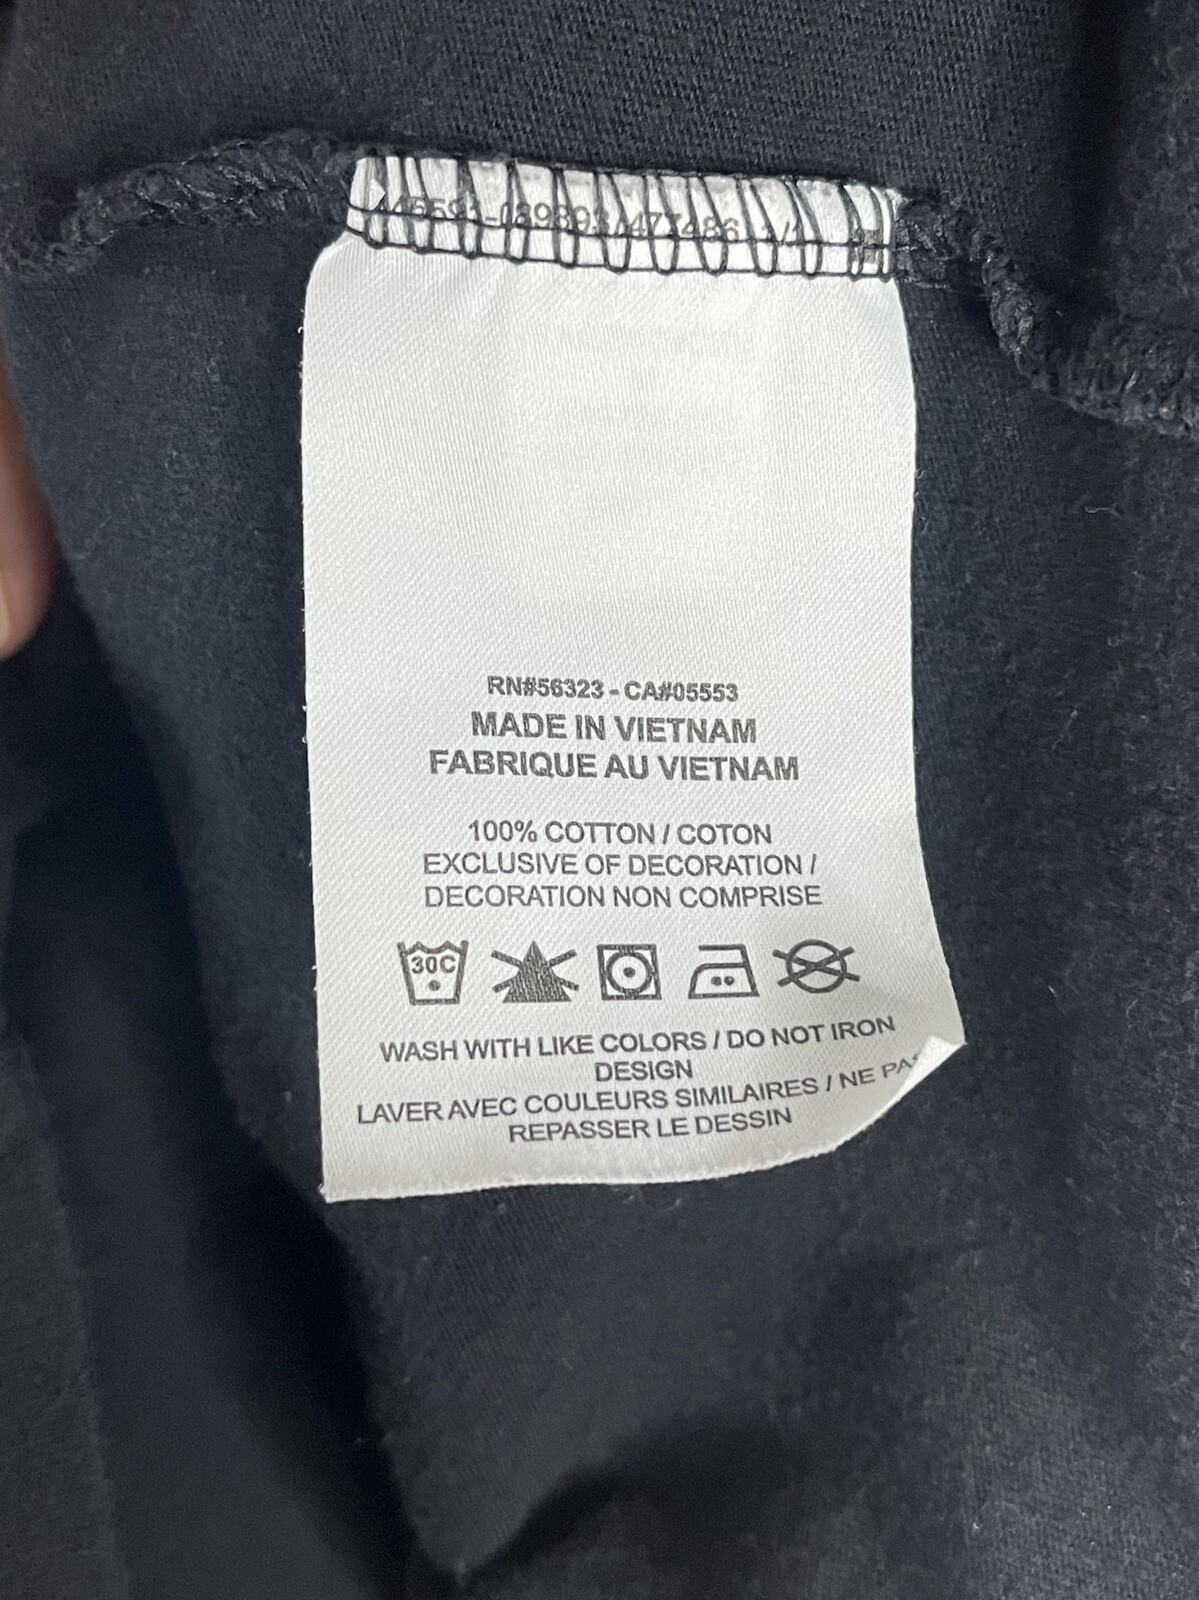 RN#56323 - CA#05553
MADE IN VIETNAM
FABRIQUE AU VIETNAM
100% COTTON / COTON
EXCLUSIVE OF DECORATION /
DECORATION NON COMPRISE
30C
WASH WITH LIKE COLORS / DO NOT IRON
DESIGN
LAVER AVEC COULEURS SIMILAIRES / NE PAS
REPASSER LE DESSIN